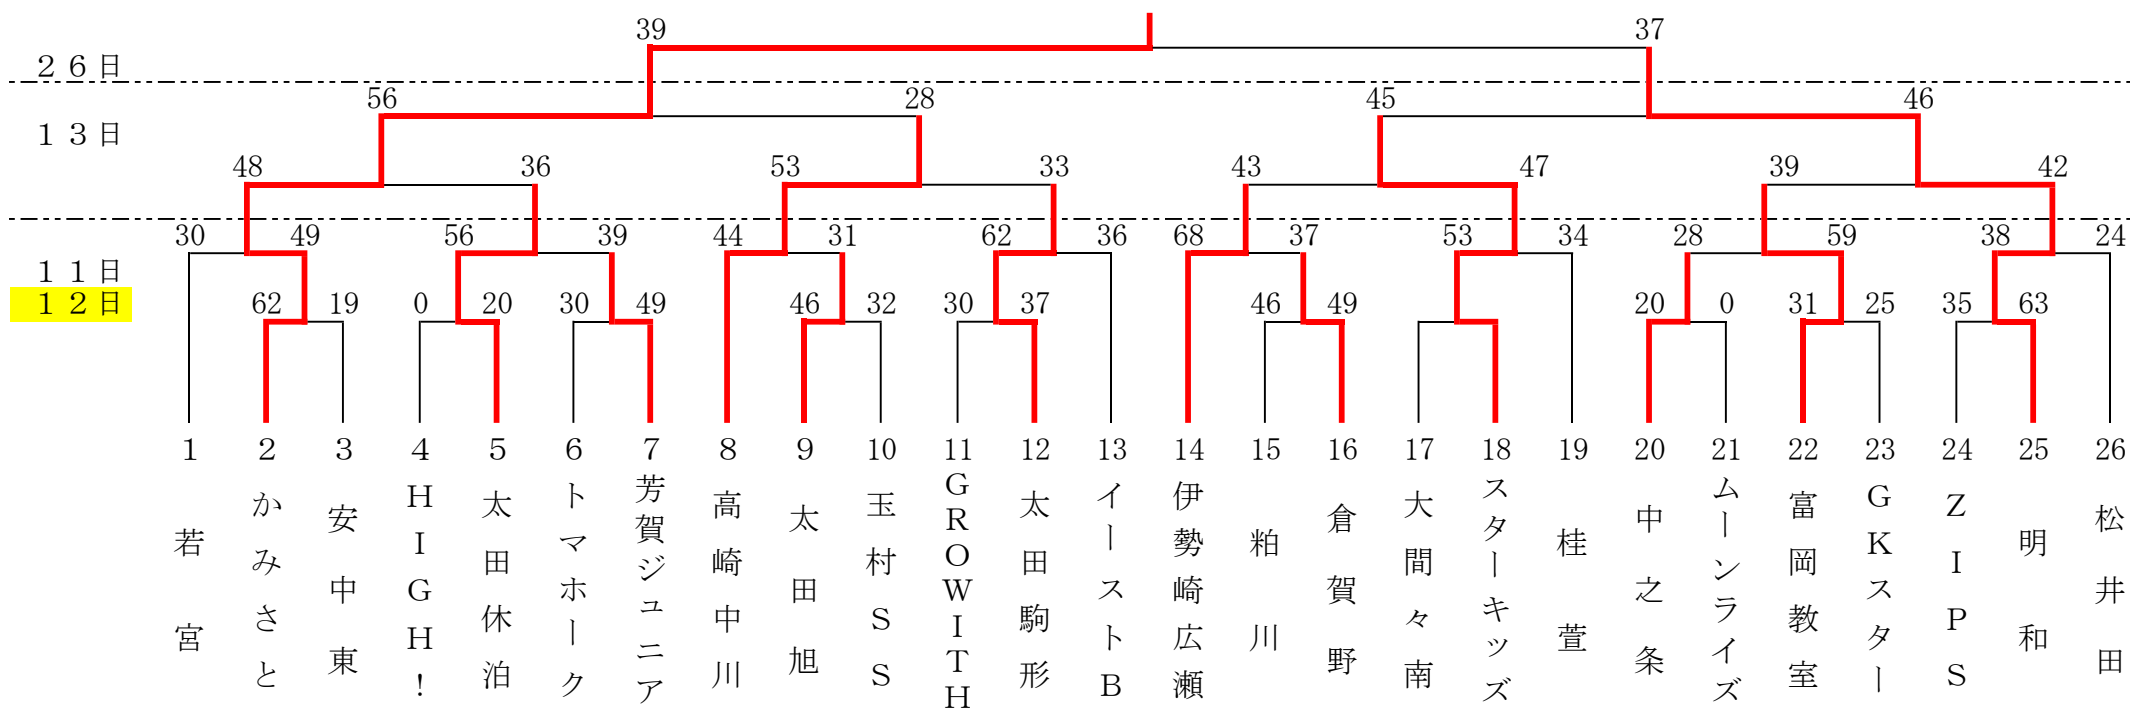 39 37
２６日
56 28 45 46
１３日
48 36 53 33 43 47 39 42
30 49 56 39 44 31 62 36 68 37 53 34 28 59 38 24
１１日
１２日
62 19 0 20 30 49 46 32 30 37 46 49 20 0 31 25 35 63
1 2 3 4 5 6 7 8 9 10 11 12 13 14 15 16 17 18 19 20 21 22 23 24 25 26
若宮
かみさと
安中東
ＨＩＧＨ！
太田休泊
トマホーク
芳賀ジュニア
高崎中川
太田旭
玉村ＳＳ
ＧＲＯＷＩＴＨ
太田駒形
イーストＢ
伊勢崎広瀬
粕川
倉賀野
大間々南
スターキッズ
桂萱
中之条
ムーンライズ
富岡教室
ＧＫスター
ＺＩＰＳ
明和
松井田